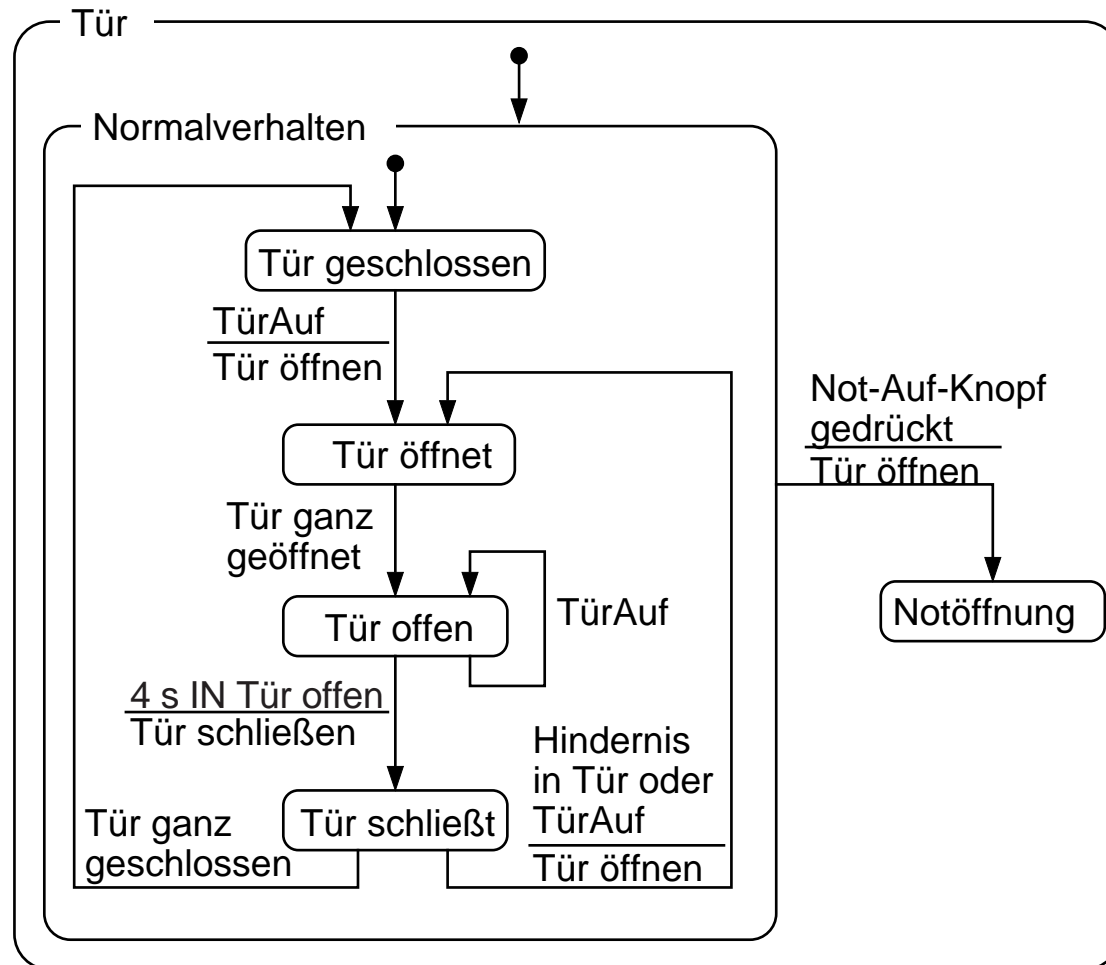 Tür
Normalverhalten
Tür geschlossen
TürAuf
Tür öffnen
Not-Auf-Knopf
gedrückt
Tür öffnen
Tür öffnet
Tür ganz
geöffnet
Tür offen
TürAuf
Notöffnung
4 s IN Tür offen
Tür schließen
Hindernis
in Tür oder
TürAuf
Tür öffnen
Tür schließt
Tür ganz
geschlossen